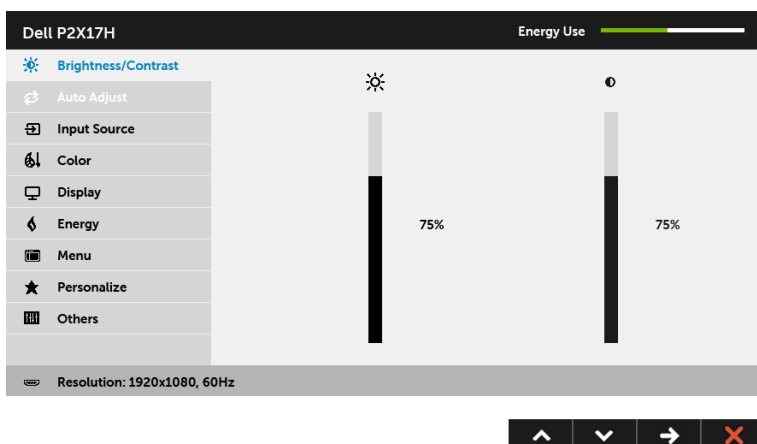 Dell P2X17H
Energy Use
Brightness/Contrast
Auto Adjust
Input Source
Color
Display
Energy
75%
75%
Menu
Personalize
Others
Resolution: 1920x1080, 60Hz